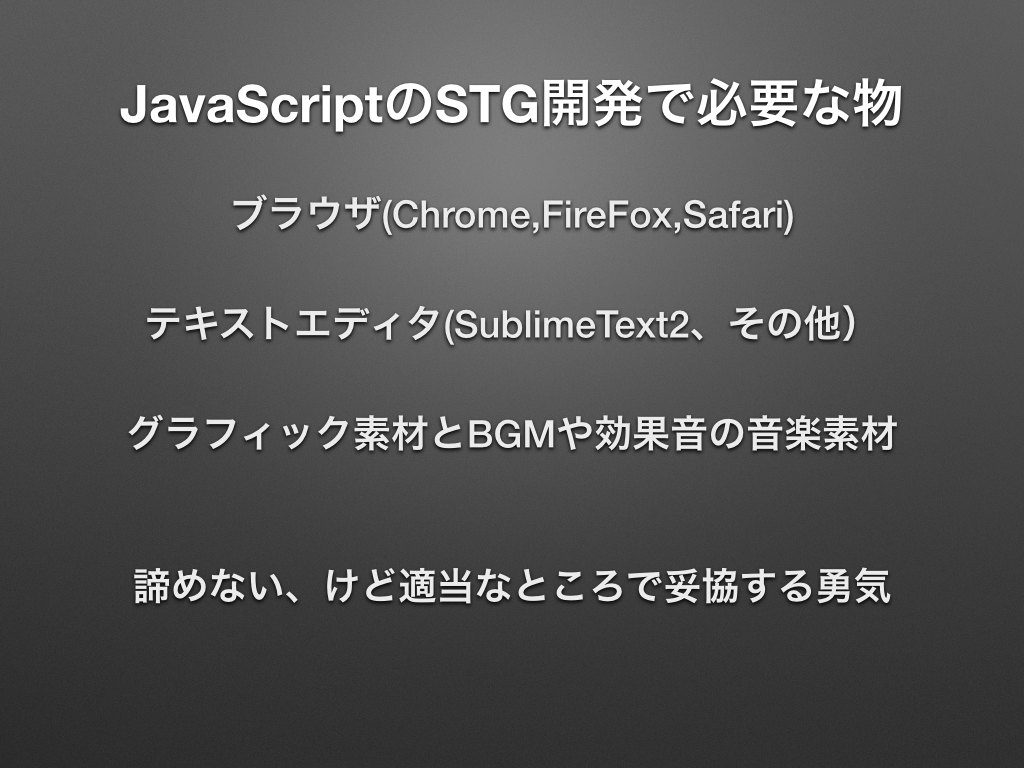 JavaScriptのSTG開発で必要な物
ブラウザ(Chrome,FireFox,Safari)
テキストエディタ(SublimeText2、その他）
グラフィック素材とBGMや効果音の音楽素材
諦めない、けど適当なところで妥協する勇気